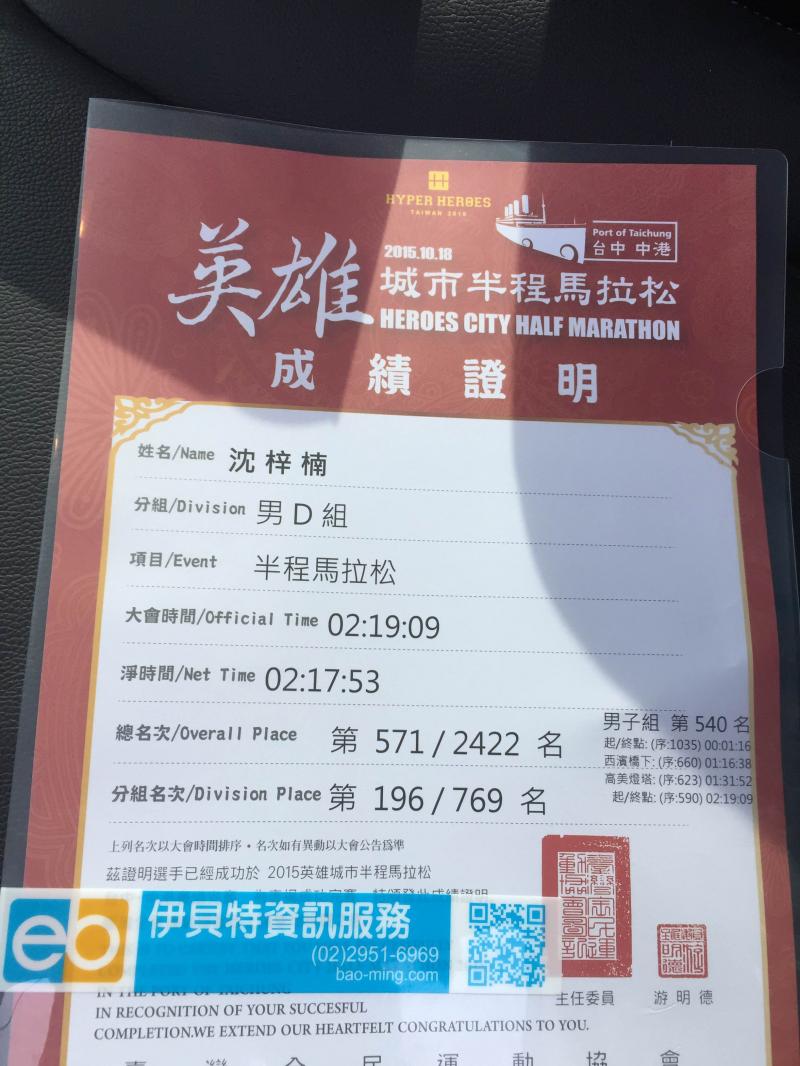 HYPER HEROES
TAIWAN 2015
Port of Taichung
台中 中港
2015.10.18
英雄
城市半程馬拉松
HEROES CITY HALF MARATHON
成績證明
姓名/Name 沈梓楠
分組/Division 男D組
項目/Event 半程馬拉松
大會時間/Official Time 02:19:09
淨時間/Net Time 02:17:53
總名次/Overall Place 第 571/2422 名
分組名次/Division Place 第 196/769 名
男子組 第 540 名
起/終點: (序:1035) 00:01:16
西濱橋下: (序:660) 01:16:38
高美燈塔: (序:623) 01:31:52
起/終點: (序:590) 02:19:09
上列名次以大會時間排序,名次如有異動以大會公告為準
茲證明選手已經成功於 2015英雄城市半程馬拉松
eb 伊貝特資訊服務
(02)2951-6969
bao-ming.com
IN THE PORT OF TAICHUNG
IN RECOGNITION OF YOUR SUCCESFUL
COMPLETION.WE EXTEND OUR HEARTFELT CONGRATULATIONS TO YOU.
主任委員 游明德
臺灣全民運動協會